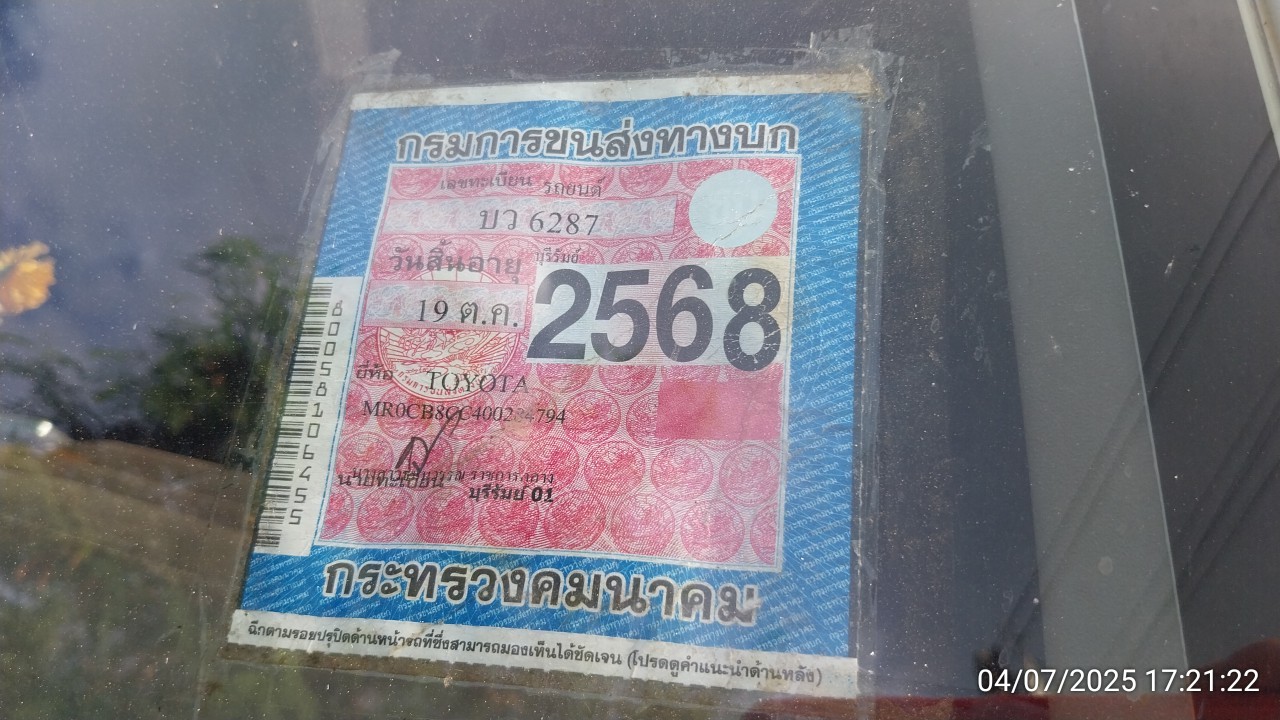 กรมการขนส่งทางบก
เลขทะเบียน รถยนต์
บว 6287
วันสิ้นอายุ บุรีรัมย์
19 ต.ค. 2568
ยี่ห้อ TOYOTA
นายทะเบียน
บุรีรัมย์ 01
60058106455
กระทรวงคมนาคม
ฉีกตามรอยปรุปิดด้านหน้ารถที่ซึ่งสามารถมองเห็นได้ชัดเจน (โปรดดูคำแนะนำด้านหลัง)
04/07/2025 17:21:22